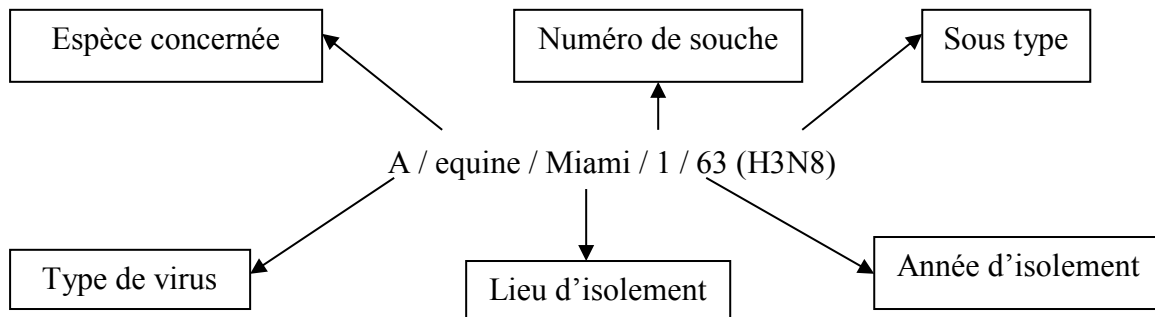 Espèce concernée
Numéro de souche
Sous type
A / equine / Miami / 1 / 63 (H3N8)
Type de virus
Lieu d’isolement
Année d’isolement